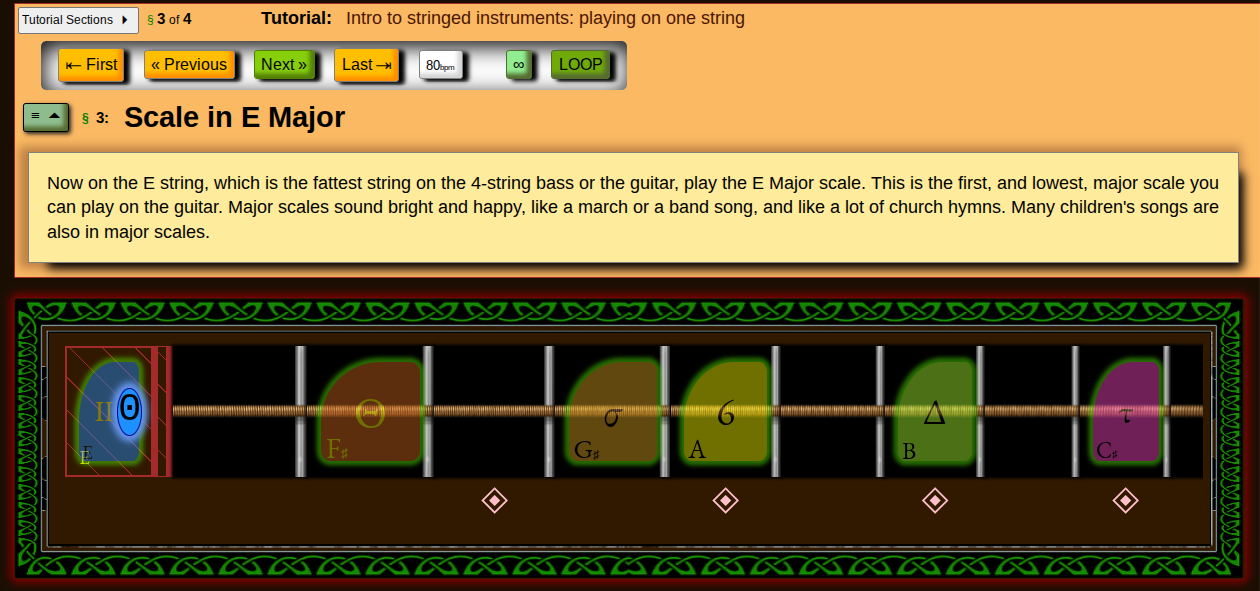 Tutorial Sections § 3 of 4 Tutorial: Intro to stringed instruments: playing on one string
⇤ First « Previous Next » Last ⇥ 80bpm ∞ LOOP
≡ § 3: Scale in E Major
Now on the E string, which is the fattest string on the 4-string bass or the guitar, play the E Major scale. This is the first, and lowest, major scale you
can play on the guitar. Major scales sound bright and happy, like a march or a band song, and like a lot of church hymns. Many children's songs are
also in major scales.
II 0 Θ σ 6 Δ τ
E E F♯ G♯ A B C♯